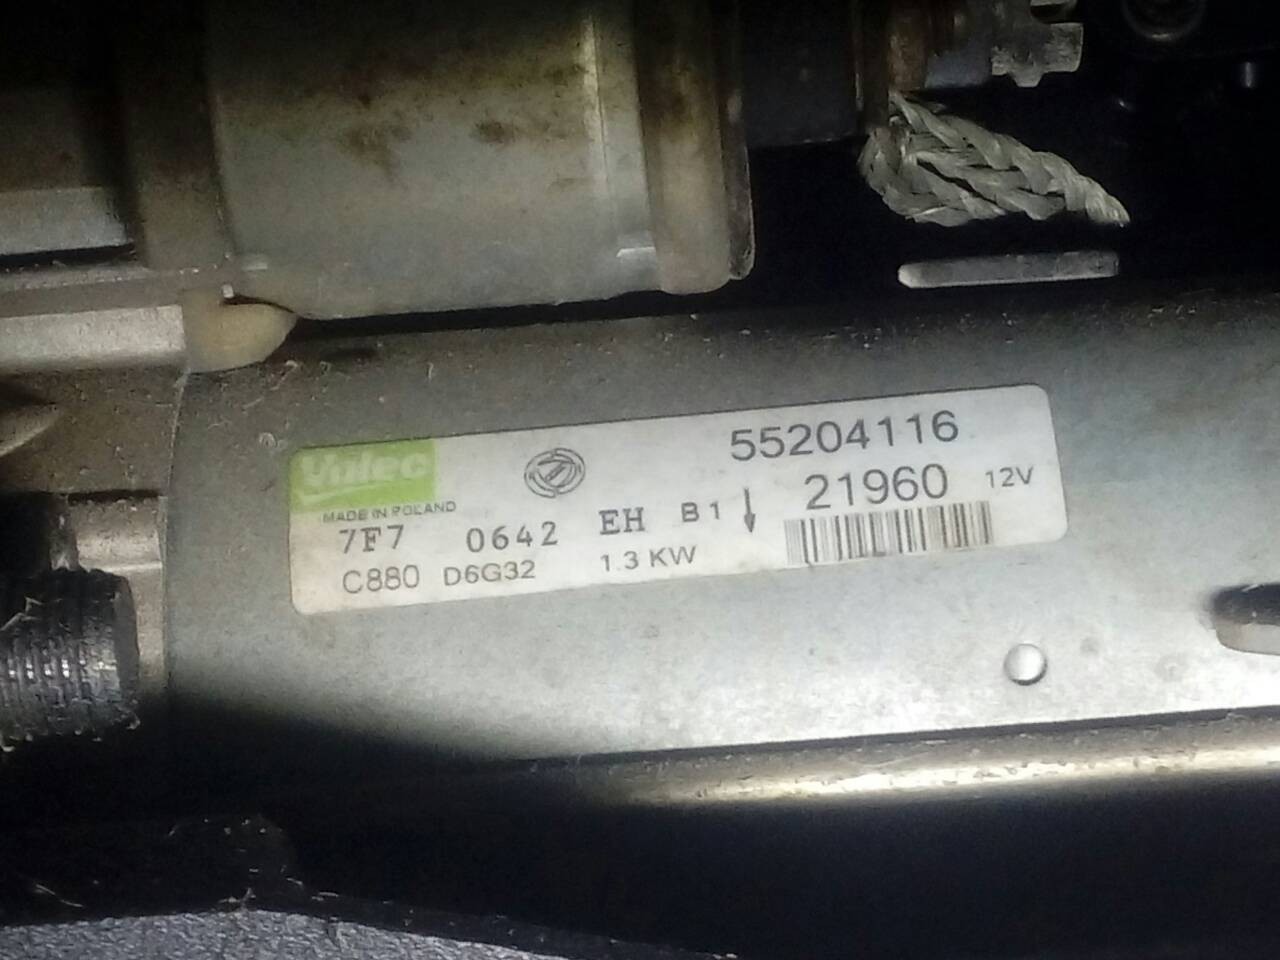 Valeo 55204116
MADE IN POLAND 21960 12V
7F7 0642 EH B1
C880 D6G32 1.3 KW